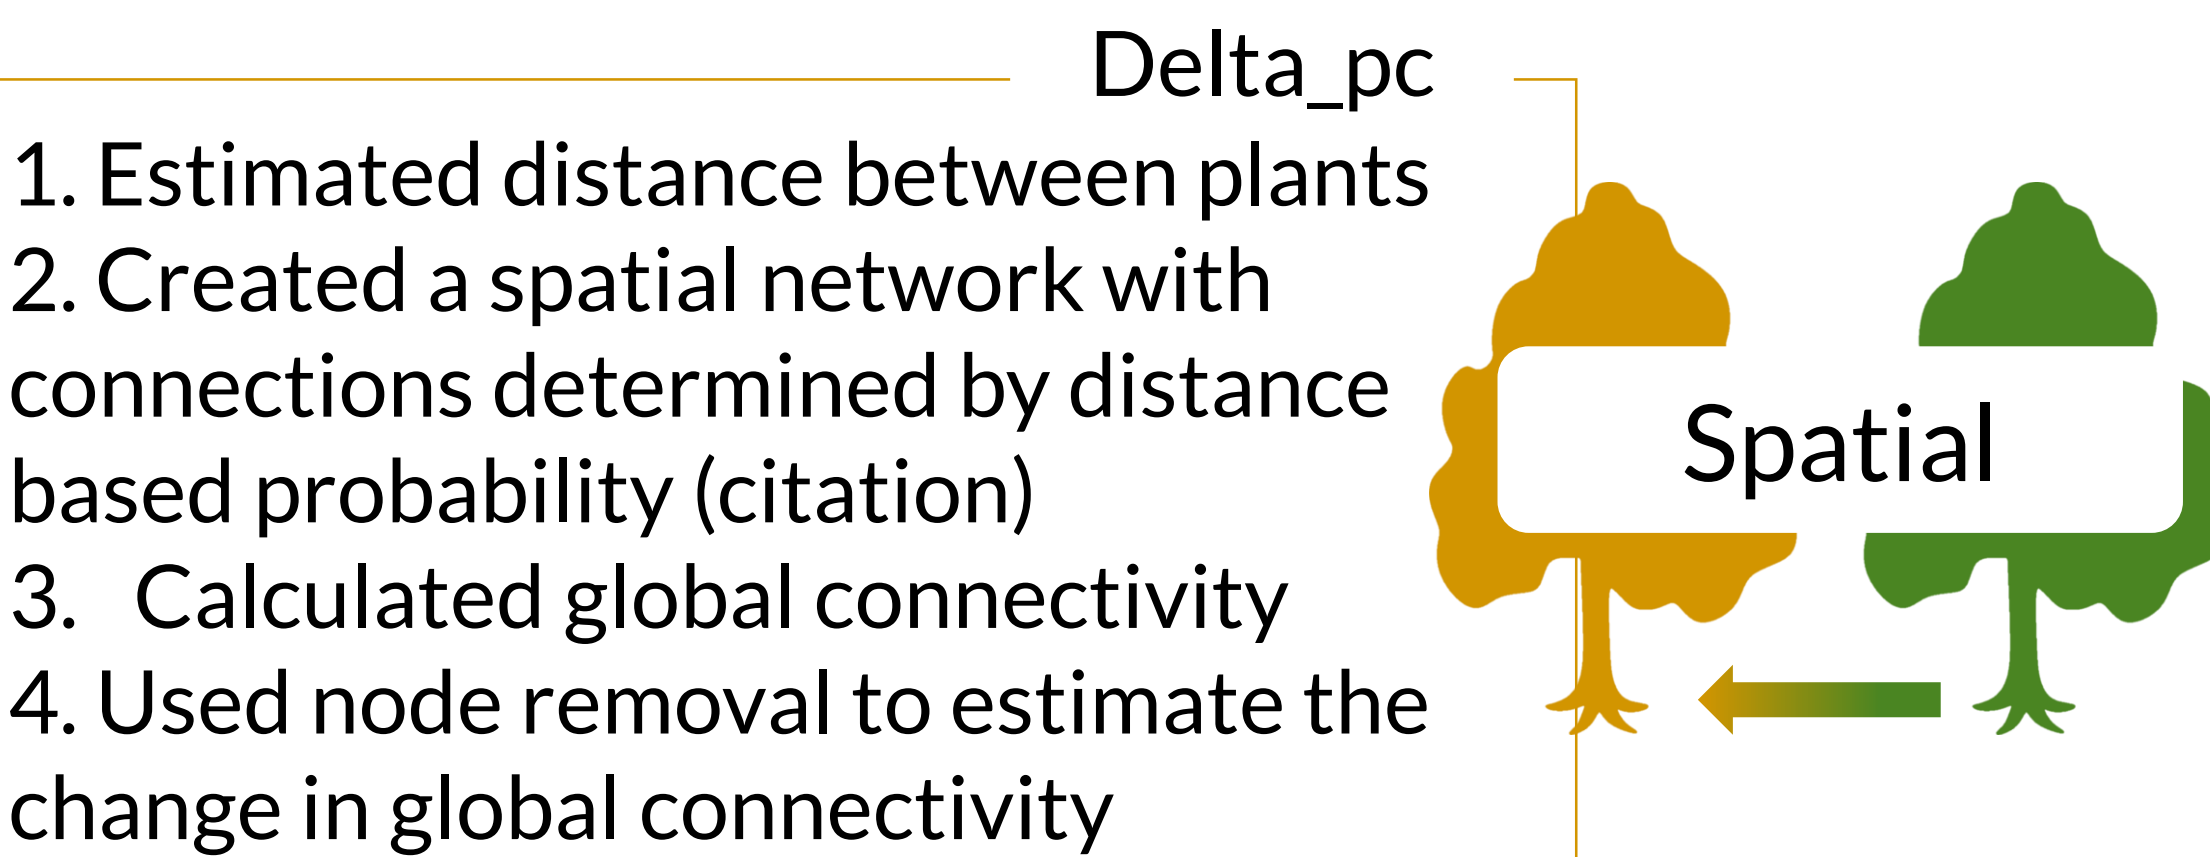 Delta_pc
1. Estimated distance between plants
2. Created a spatial network with
connections determined by distance
based probability (citation)
3. Calculated global connectivity
4. Used node removal to estimate the
change in global connectivity
Spatial